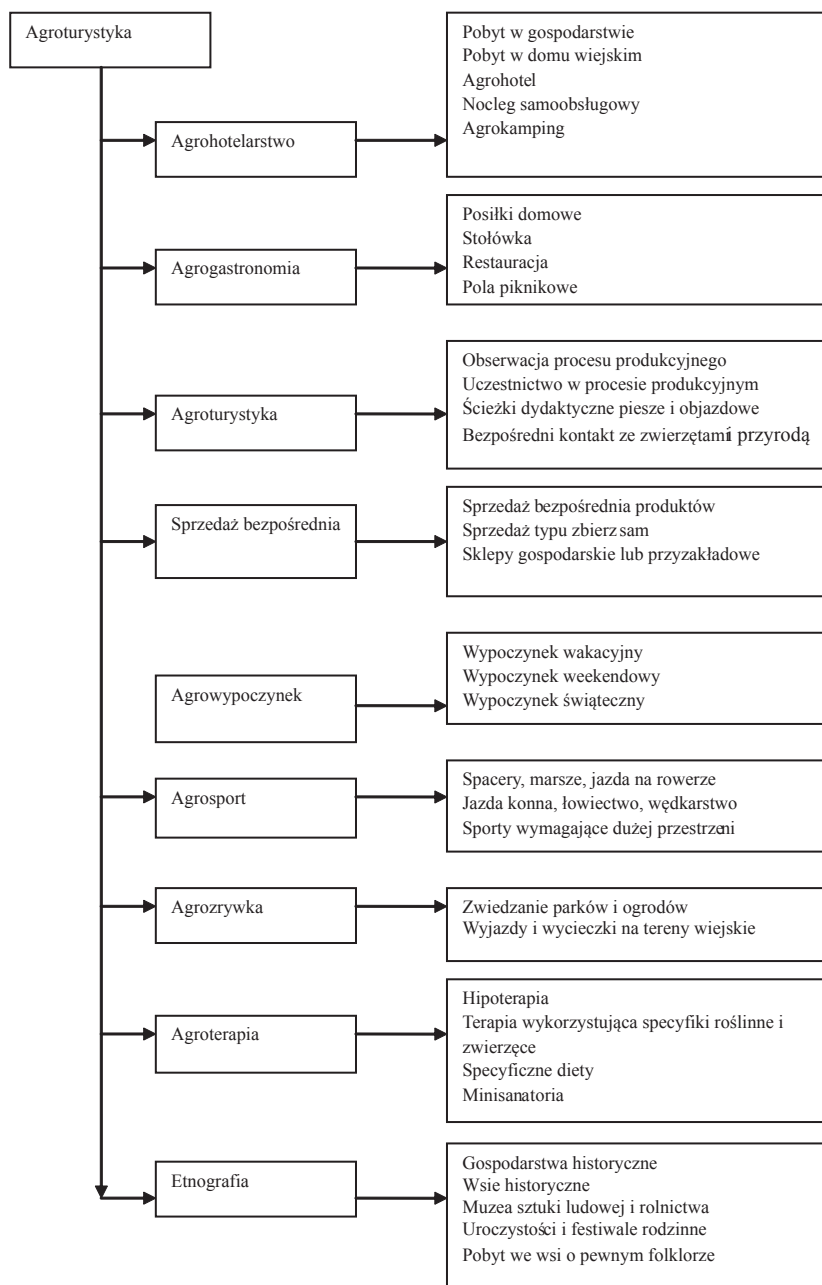 Agroturystyka
Pobyt w gospodarstwie
Pobyt w domu wiejskim
Agrohotel
Nocleg samoobsługowy
Agrokamping
Agrohotelarstwo
Posiłki domowe
Stołówka
Restauracja
Pola piknikowe
Agrogastronomia
Obserwacja procesu produkcyjnego
Uczestnictwo w procesie produkcyjnym
Ścieżki dydaktyczne piesze i objazdowe
Bezpośredni kontakt ze zwierzętami przyrodą
Agroturystyka
Sprzedaż bezpośrednia produktów
Sprzedaż typu zbierz sam
Sklepy gospodarskie lub przyzakładowe
Sprzedaż bezpośrednia
Wypoczynek wakacyjny
Wypoczynek weekendowy
Wypoczynek świąteczny
Agrowypoczynek
Spacery, marsze, jazda na rowerze
Jazda konna, łowiectwo, wędkarstwo
Sporty wymagające dużej przestrzeni
Agrosport
Zwiedzanie parków i ogrodów
Wyjazdy i wycieczki na tereny wiejskie
Agrozrywka
Hipoterapia
Terapia wykorzystująca specyfiki roślinne i
zwierzęce
Specyficzne diety
Minisanatoria
Agroterapia
Gospodarstwa historyczne
Wsie historyczne
Muzea sztuki ludowej i rolnictwa
Uroczystości i festiwale rodzinne
Pobyt we wsi o pewnym folklorze
Etnografia